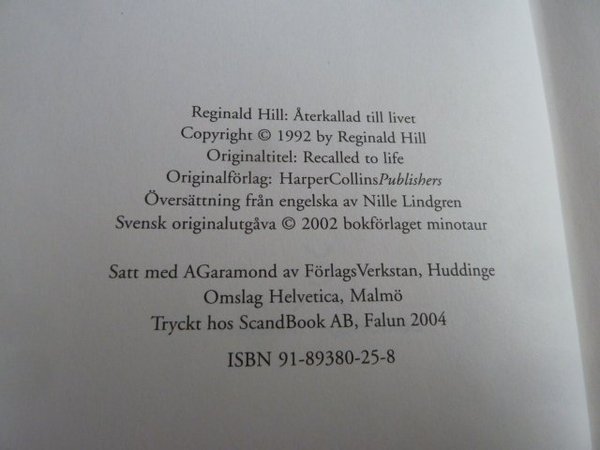 Reginald Hill: Återkallad till livet
Copyright © 1992 by Reginald Hill
Originaltitel: Recalled to life
Originalförlag: HarperCollinsPublishers
Översättning från engelska av Nille Lindgren
Svensk originalutgåva © 2002 bokförlaget minotaur
Satt med AGaramond av FörlagsVerkstan, Huddinge
Omslag Helvetica, Malmö
Tryckt hos ScandBook AB, Falun 2004
ISBN 91-89380-25-8